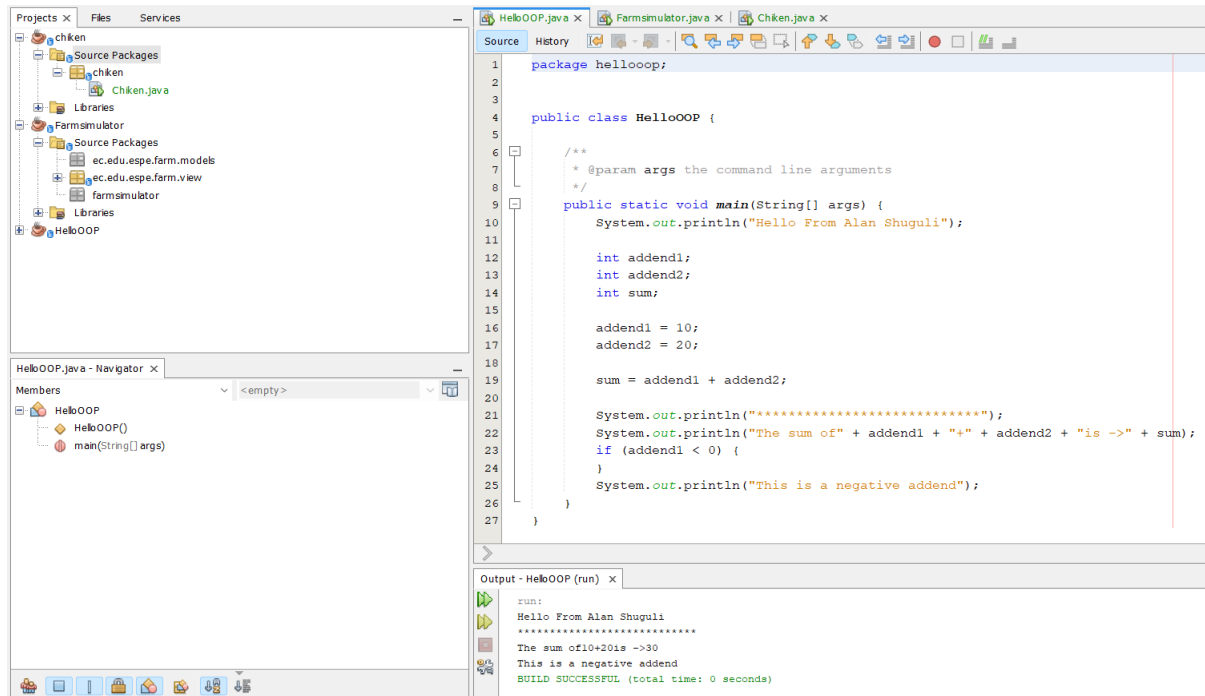 Projects Files Services
chiken
Source Packages
chiken
Chiken.java
Libraries
Farmsimulator
Source Packages
ec.edu.espe.farm.models
ec.edu.espe.farm.view
farmsimulator
Libraries
HelloOOP
HelloOOP.java - Navigator
Members <empty>
HelloOOP
HelloOOP()
main(String[] args)
HelloOOP.java Farmsimulator.java Chiken.java
Source History
1 package hellooop;
2
3
4 public class HelloOOP {
5
6 /**
7 * @param args the command line arguments
8 */
9 public static void main(String[] args) {
10 System.out.println("Hello From Alan Shuguli");
11
12 int addend1;
13 int addend2;
14 int sum;
15
16 addend1 = 10;
17 addend2 = 20;
18
19 sum = addend1 + addend2;
20
21 System.out.println("****************************");
22 System.out.println("The sum of" + addend1 + "+" + addend2 + "is ->" + sum);
23 if (addend1 < 0) {
24 }
25 System.out.println("This is a negative addend");
26 }
27 }
Output - HelloOOP (run)
run:
Hello From Alan Shuguli
****************************
The sum of10+20is ->30
This is a negative addend
BUILD SUCCESSFUL (total time: 0 seconds)